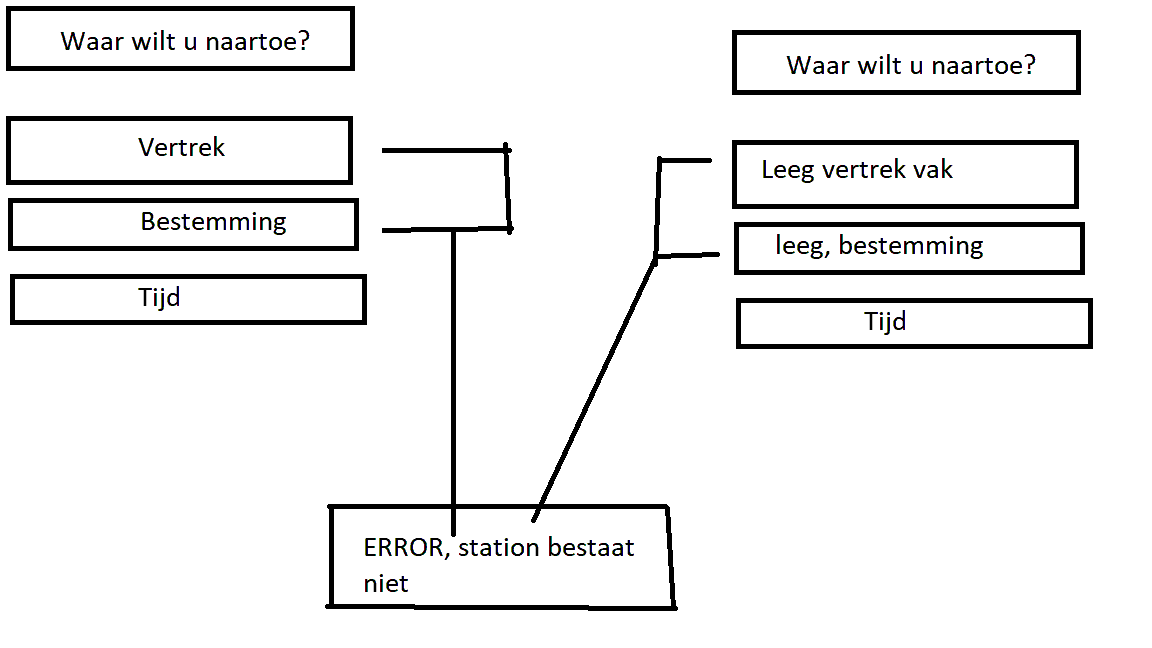 Waar wilt u naartoe?
Vertrek
Bestemming
Tijd
Waar wilt u naartoe?
Leeg vertrek vak
leeg, bestemming
Tijd
ERROR, station bestaat
niet